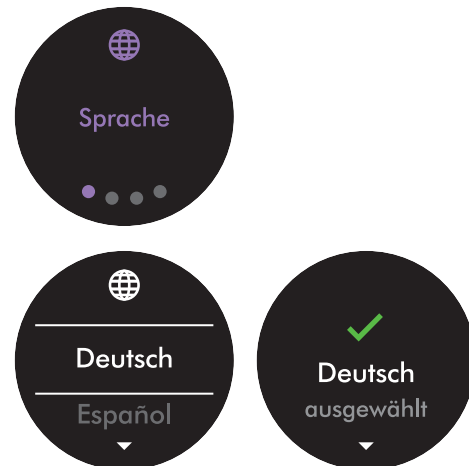 Sprache
Deutsch
Español
Deutsch
ausgewählt